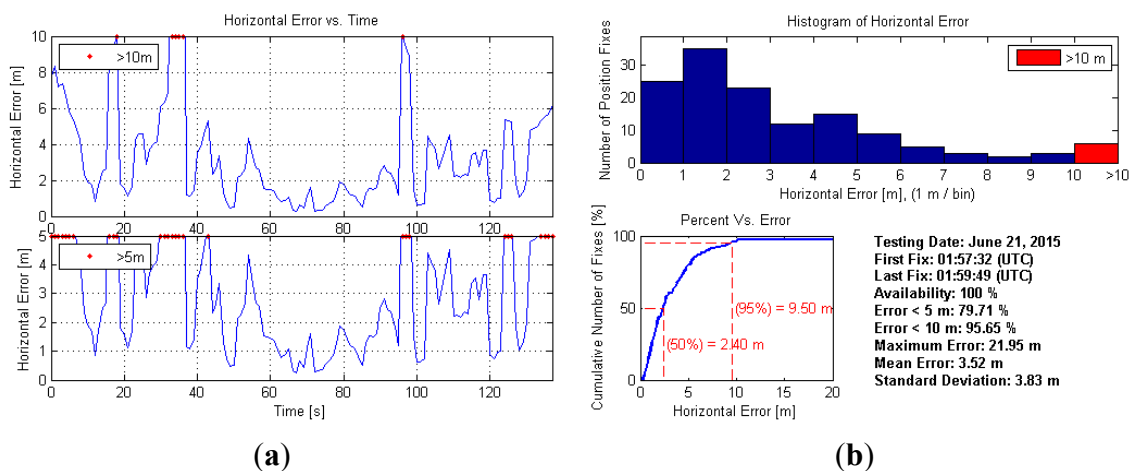 Horizontal Error vs. Time
Horizontal Error [m]
10
8
6
4
2
0
>10m
0 20 40 60 80 100 120
Horizontal Error [m]
5
4
3
2
1
0
>5m
0 20 40 60 80 100 120
Time [s]
(a)
Histogram of Horizontal Error
Number of Position Fixes
30
20
10
0
>10 m
0 1 2 3 4 5 6 7 8 9 10 >10
Horizontal Error [m], (1 m / bin)
Percent Vs. Error
Cumulative Number of Fixes [%]
100
50
0
(95%) = 9.50 m
(50%) = 2.40 m
0 5 10 15 20
Horizontal Error [m]
Testing Date: June 21, 2015
First Fix: 01:57:32 (UTC)
Last Fix: 01:59:49 (UTC)
Availability: 100 %
Error < 5 m: 79.71 %
Error < 10 m: 95.65 %
Maximum Error: 21.95 m
Mean Error: 3.52 m
Standard Deviation: 3.83 m
(b)